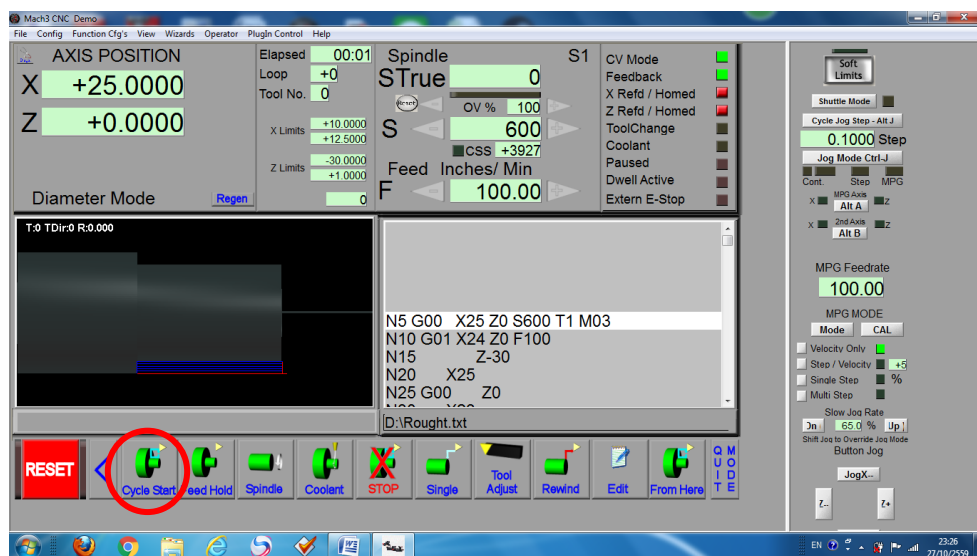 Mach3 CNC Demo
File Config Function Cfg's View Wizards Operator PlugIn Control Help
AXIS POSITION
X +25.0000
Z +0.0000
Diameter Mode
Regen
Elapsed 00:01
Loop +0
Tool No. 0
X Limits +10.0000
+12.5000
Z Limits -30.0000
+1.0000
0
Spindle S1
STrue 0
Reset OV % 100
S 600
CSS +3927
Feed Inches/ Min
F 100.00
CV Mode
Feedback
X Refd / Homed
Z Refd / Homed
ToolChange
Coolant
Paused
Dwell Active
Extern E-Stop
T:0 TDir:0 R:0.000
N5 G00 X25 Z0 S600 T1 M03
N10 G01 X24 Z0 F100
N15 Z-30
N20 X25
N25 G00 Z0
D:\Rought.txt
RESET
Cycle Start
eed Hold
Spindle
Coolant
STOP
Single
Tool
Adjust
Rewind
Edit
From Here
QUIT
MODE
Soft
Limits
Shuttle Mode
Cycle Jog Step - Alt J
0.1000 Step
Jog Mode Ctrl-J
Cont. Step MPG
MPG Axis
X Alt A Z
2nd Axis
X Alt B Z
MPG Feedrate
100.00
MPG MODE
Mode CAL
Velocity Only
Step / Velocity +5
Single Step %
Multi Step
Slow Jog Rate
Dn 65.0 % Up
Shift Jog to Override Jog Mode
Button Jog
JogX--
Z-- Z+
EN 23:26
27/10/2559